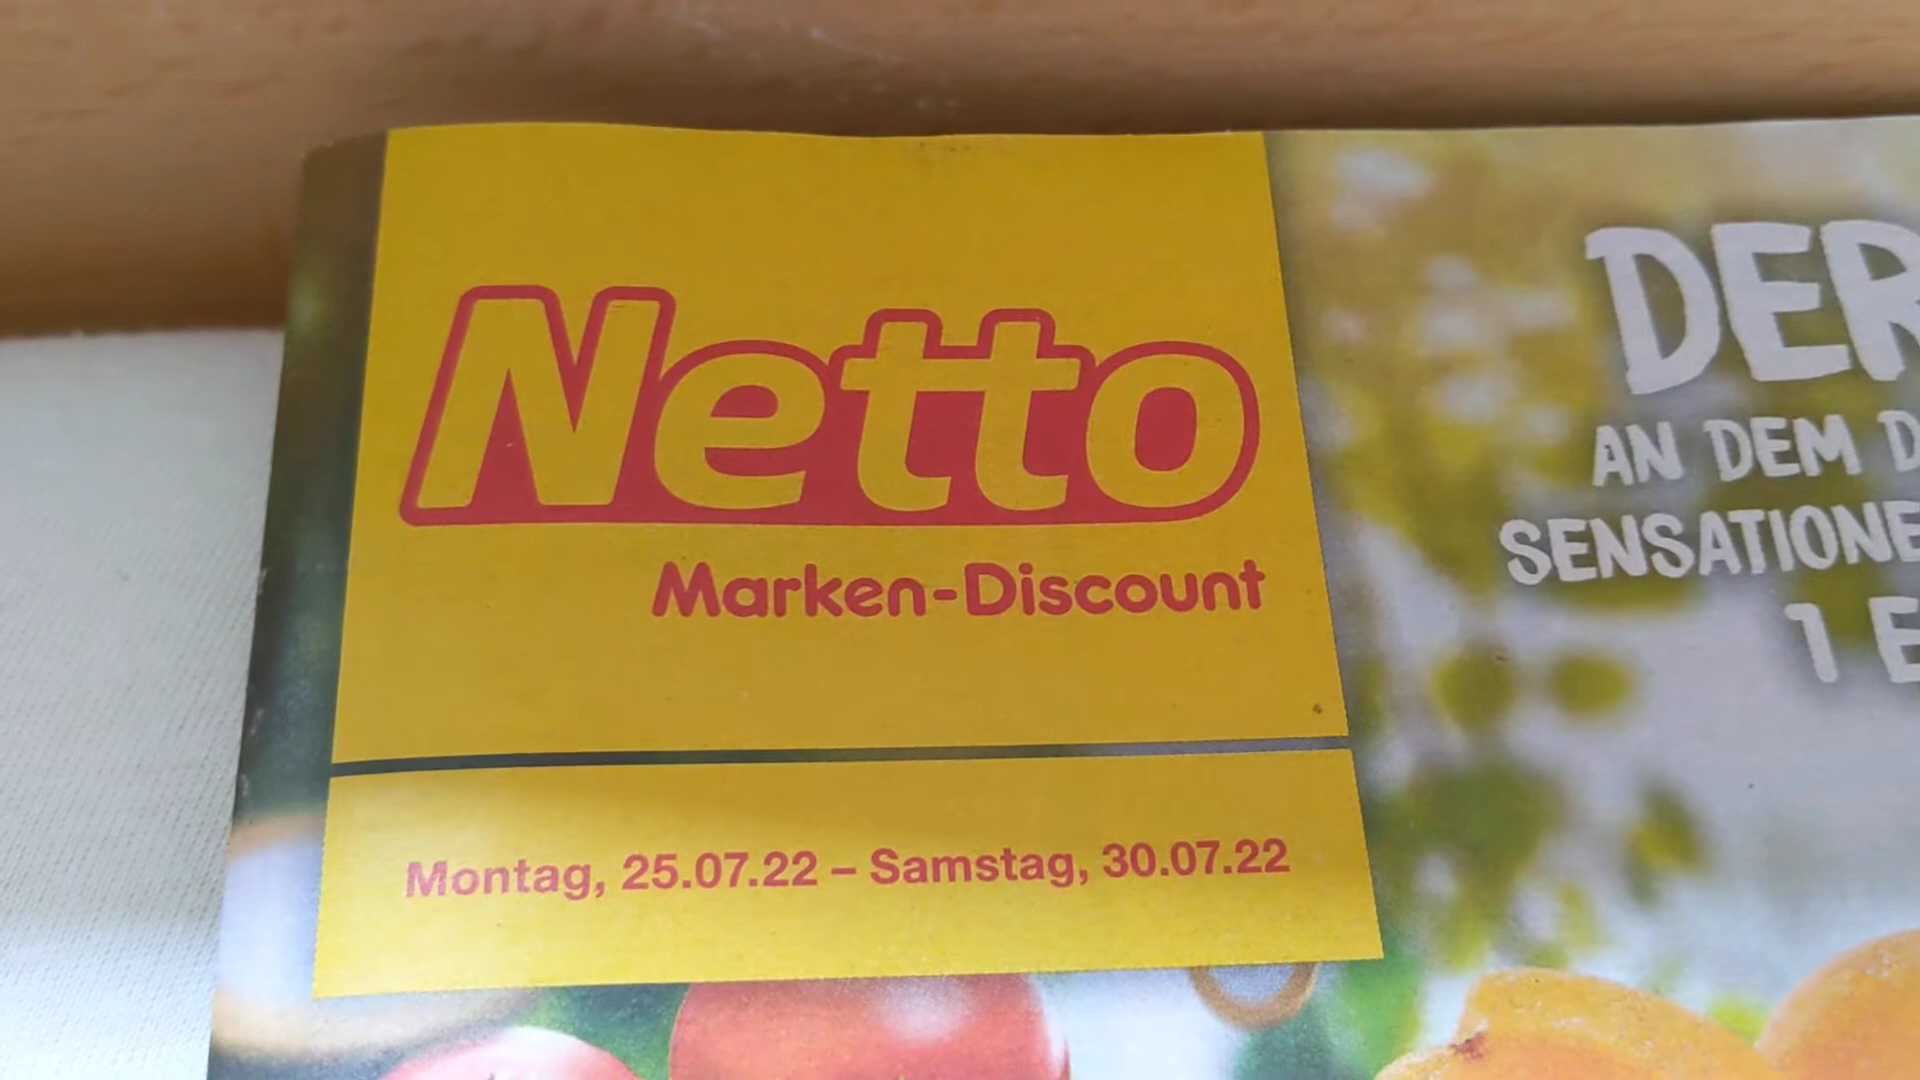 Netto
Marken-Discount
Montag, 25.07.22 – Samstag, 30.07.22
DER
AN DEM
SENSATIONE
1